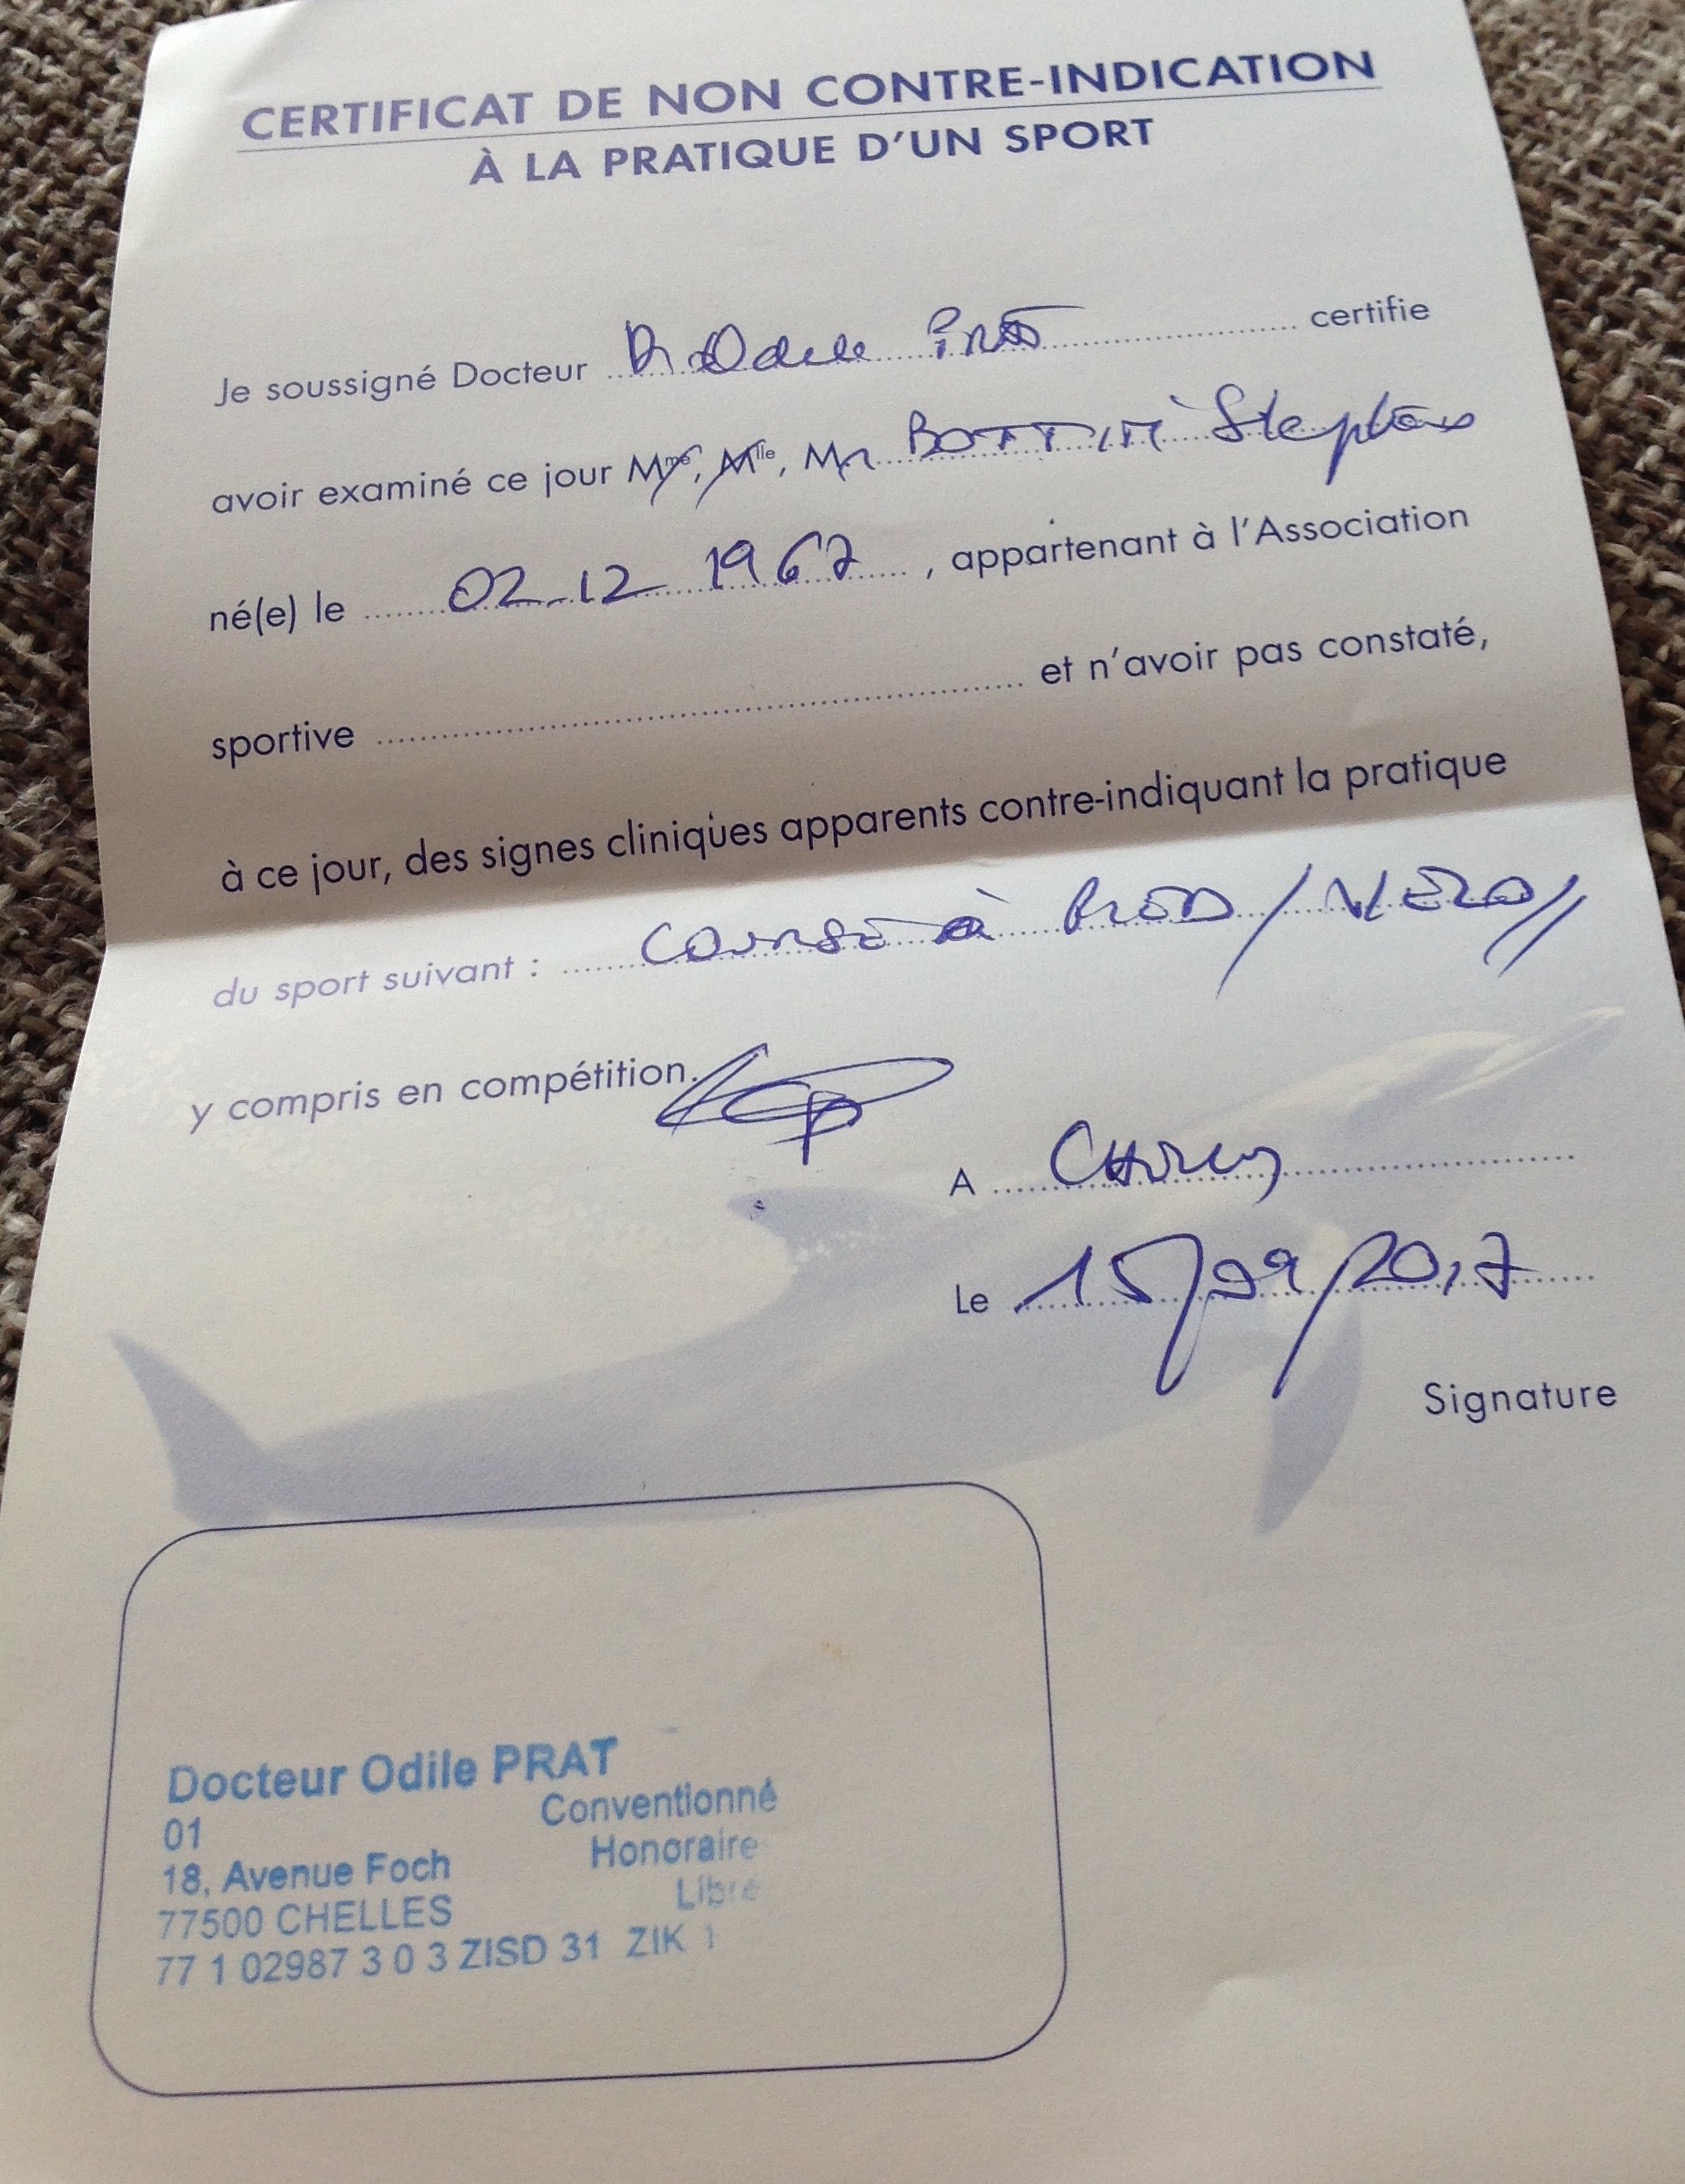 CERTIFICAT DE NON CONTRE-INDICATION
À LA PRATIQUE D'UN SPORT
Je soussigné Docteur Dr Odile Prat certifie
avoir examiné ce jour Mme, Mlle, Mr Stephane
né(e) le 02.12 1967, appartenant à l'Association
sportive et n'avoir pas constaté,
à ce jour, des signes cliniques apparents contre-indiquant la pratique
du sport suivant : course à pied / VELO //
y compris en compétition.
A
Le 15/09/2017
Signature
Docteur Odile PRAT
01 Conventionné
18, Avenue Foch Honoraire
77500 CHELLES Libre
77 1 02987 3 0 3 ZISD 31 ZIK 1